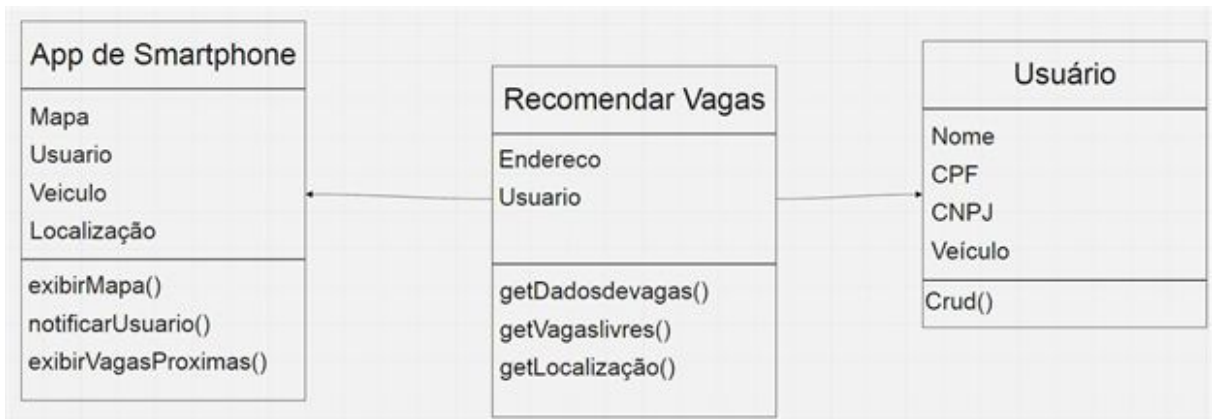 App de Smartphone
Mapa
Usuario
Veiculo
Localização
exibirMapa()
notificarUsuario()
exibirVagasProximas()
Recomendar Vagas
Endereco
Usuario
getDadosdevagas()
getVagaslivres()
getLocalização()
Usuário
Nome
CPF
CNPJ
Veículo
Crud()